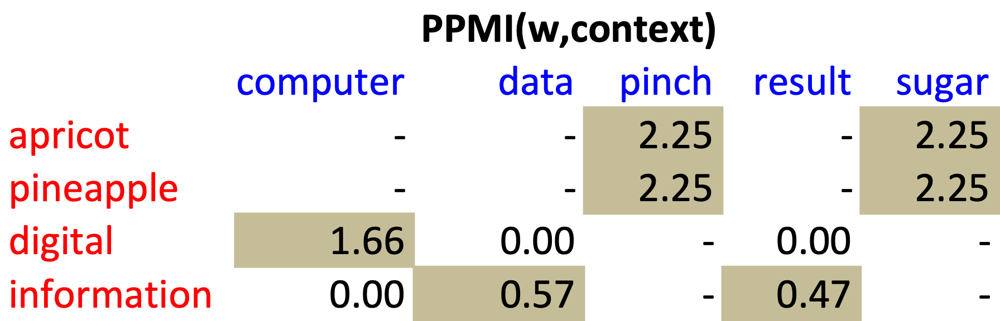 PPMI(w,context)
computer data pinch result sugar
apricot - - 2.25 - 2.25
pineapple - - 2.25 - 2.25
digital 1.66 0.00 - 0.00 -
information 0.00 0.57 - 0.47 -